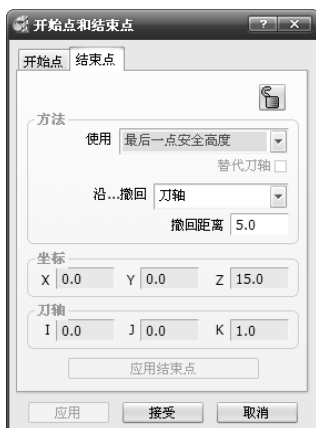 开始点和结束点
开始点 结束点
方法
使用 最后一点安全高度
替代刀轴
沿...撤回 刀轴
撤回距离 5.0
坐标
X 0.0 Y 0.0 Z 15.0
刀轴
I 0.0 J 0.0 K 1.0
应用结束点
应用 接受 取消